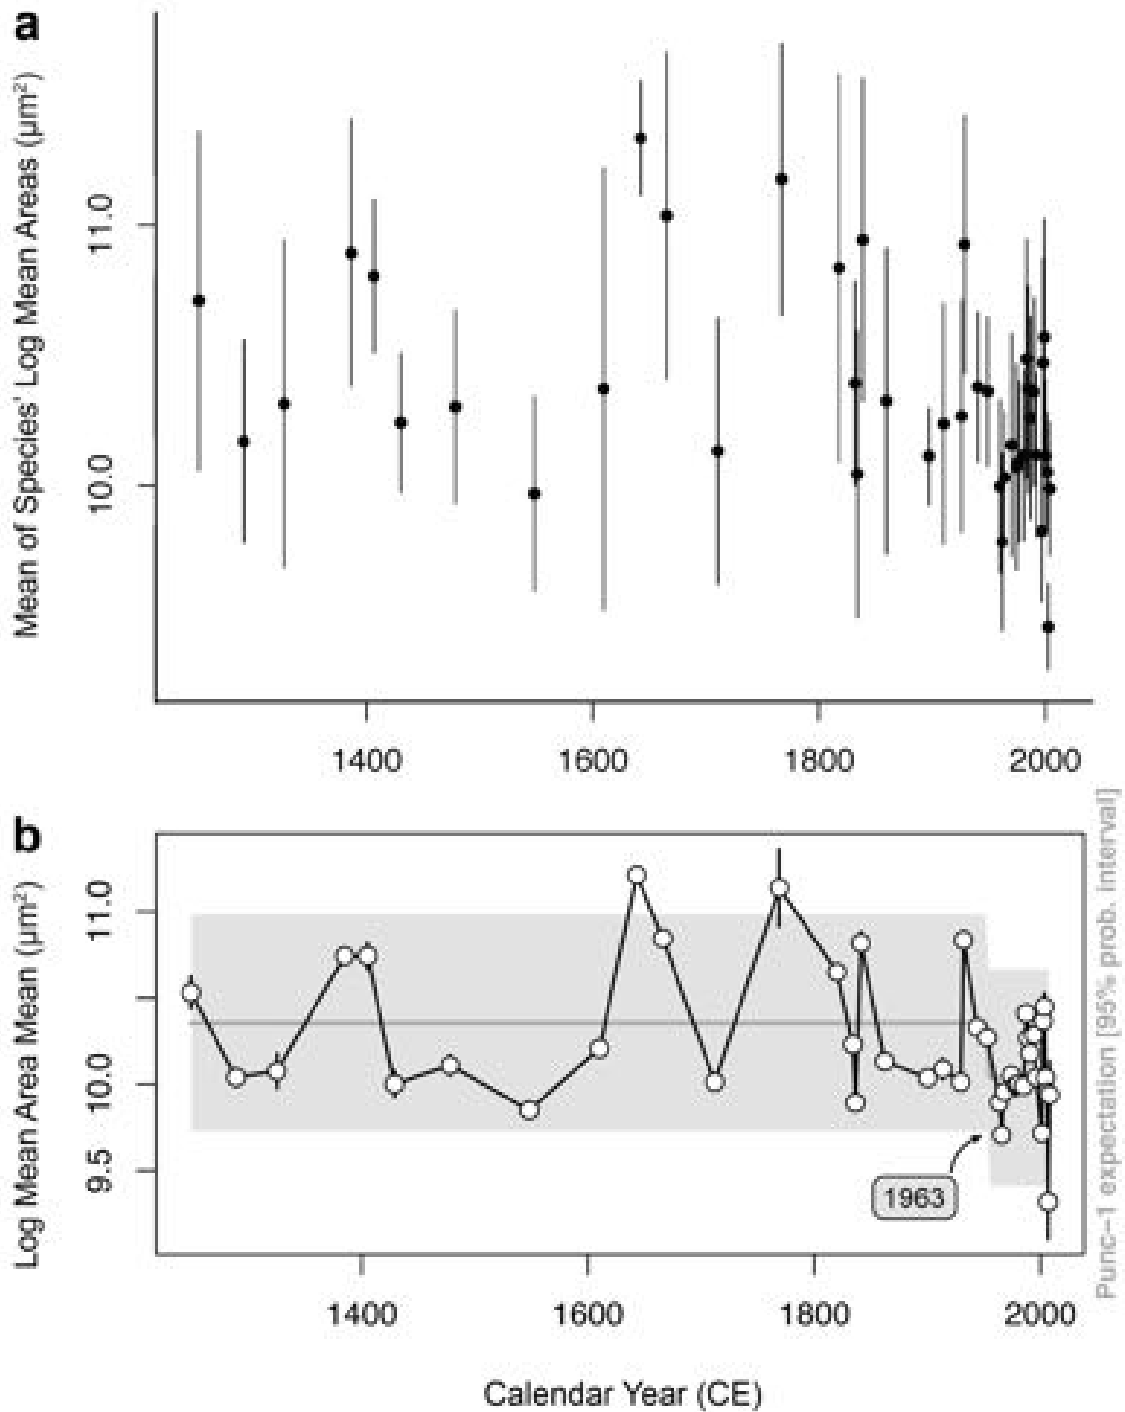 a
Mean of Species' Log Mean Areas (μm²)
11.0
10.0
1400 1600 1800 2000
b
Log Mean Area Mean (μm²)
11.0
10.0
9.5
1963
Punc−1 expectation [95% prob. interval]
1400 1600 1800 2000
Calendar Year (CE)